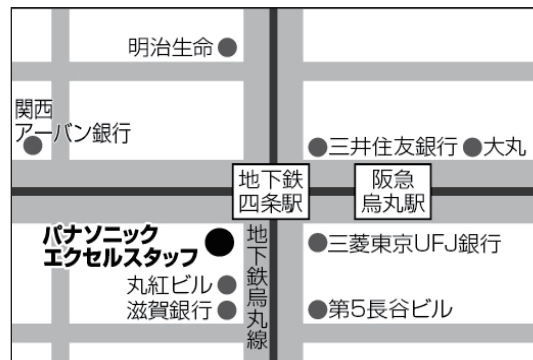 明治生命
関西
アーバン銀行
三井住友銀行
大丸
地下鉄
四条駅
阪急
烏丸駅
パナソニック
エクセルスタッフ
三菱東京UFJ銀行
地下鉄烏丸線
丸紅ビル
滋賀銀行
第5長谷ビル